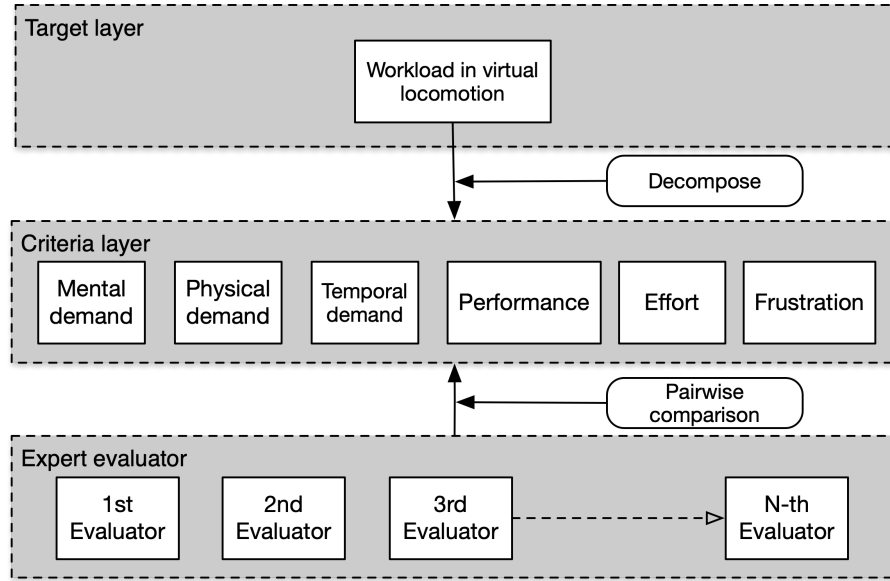 Target layer
Workload in virtual
locomotion
Decompose
Criteria layer
Mental
demand
Physical
demand
Temporal
demand
Performance
Effort
Frustration
Pairwise
comparison
Expert evaluator
1st
Evaluator
2nd
Evaluator
3rd
Evaluator
N-th
Evaluator